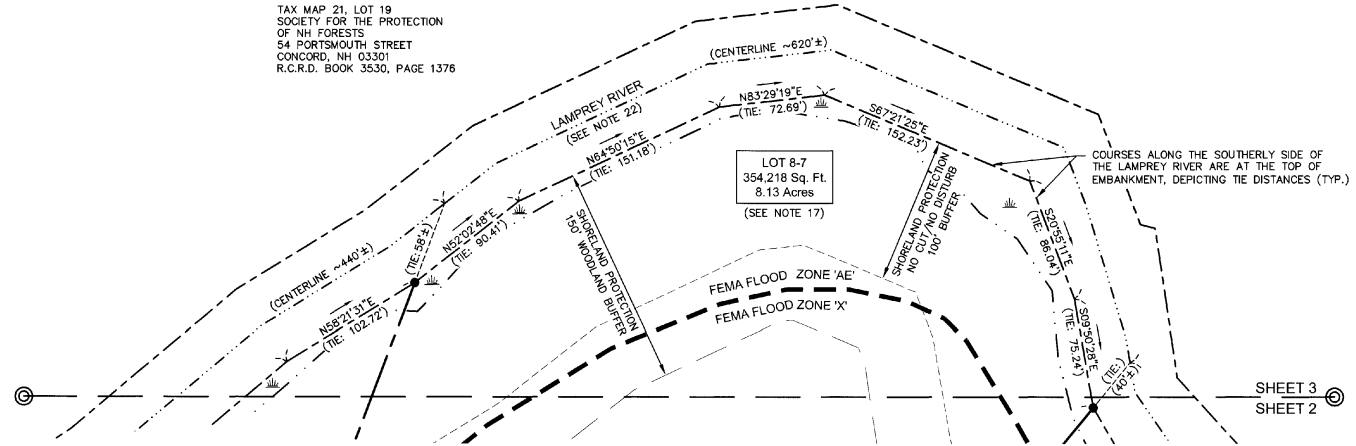 TAX MAP 21, LOT 19
SOCIETY FOR THE PROTECTION
OF NH FORESTS
54 PORTSMOUTH STREET
CONCORD, NH 03301
R.C.R.D. BOOK 3530, PAGE 1376
(CENTERLINE ~620'±)
LAMPREY RIVER
(SEE NOTE 22)
N83°29'19"E
(TIE: 72.69')
S67°21'25"E
(TIE: 152.23')
N64°50'15"E
(TIE: 151.18')
LOT 8-7
354,218 Sq. Ft.
8.13 Acres
(SEE NOTE 17)
COURSES ALONG THE SOUTHERLY SIDE OF
THE LAMPREY RIVER ARE AT THE TOP OF
EMBANKMENT, DEPICTING TIE DISTANCES (TYP.)
SHORELAND PROTECTION
NO CUT/NO DISTURB
100' BUFFER
SHORELAND PROTECTION
150' WOODLAND BUFFER
N52°02'48"E
(TIE: 90.41')
(TIE: 58'±)
(CENTERLINE ~440'±)
N58°21'31"E
(TIE: 102.72')
S20°55'11"E
(TIE: 86.04')
FEMA FLOOD ZONE 'AE'
FEMA FLOOD ZONE 'X'
S09°50'28"E
(TIE: 75.24')
(TIE:)
(40'±)
SHEET 3
SHEET 2